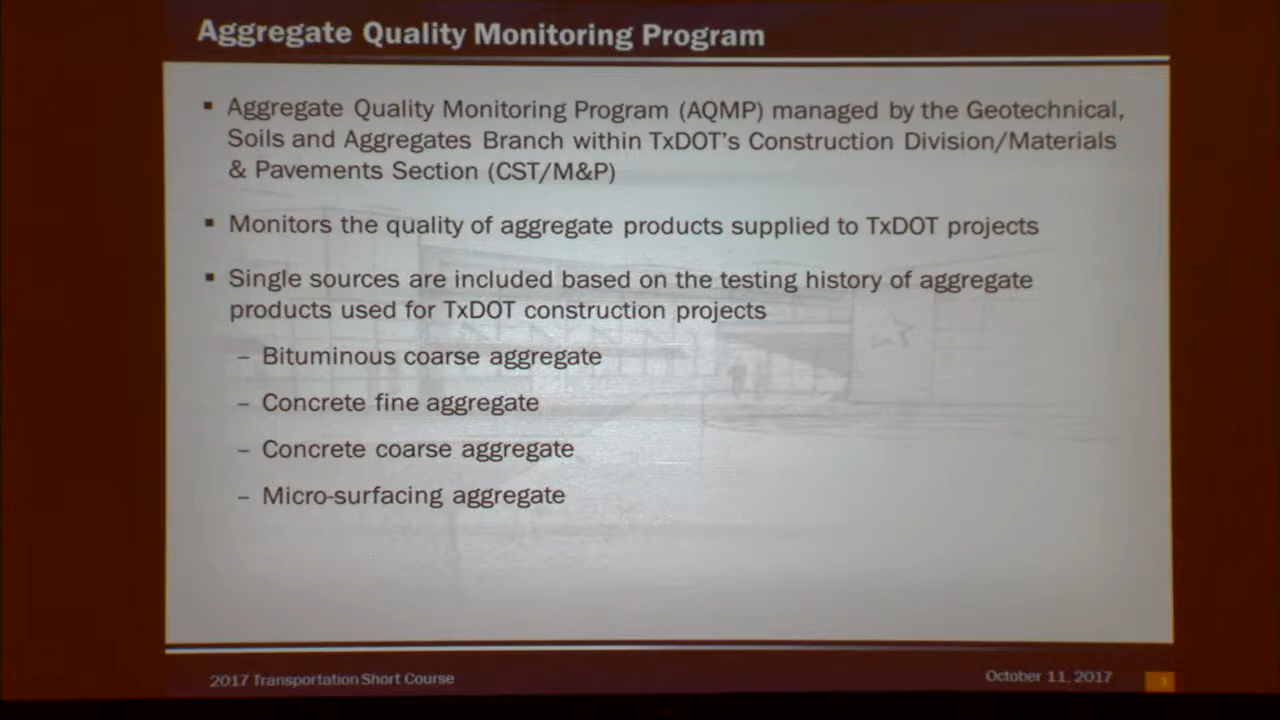 Aggregate Quality Monitoring Program
▪ Aggregate Quality Monitoring Program (AQMP) managed by the Geotechnical,
Soils and Aggregates Branch within TxDOT's Construction Division/Materials
& Pavements Section (CST/M&P)
▪ Monitors the quality of aggregate products supplied to TxDOT projects
▪ Single sources are included based on the testing history of aggregate
products used for TxDOT construction projects
– Bituminous coarse aggregate
– Concrete fine aggregate
– Concrete coarse aggregate
– Micro-surfacing aggregate
2017 Transportation Short Course
October 11, 2017